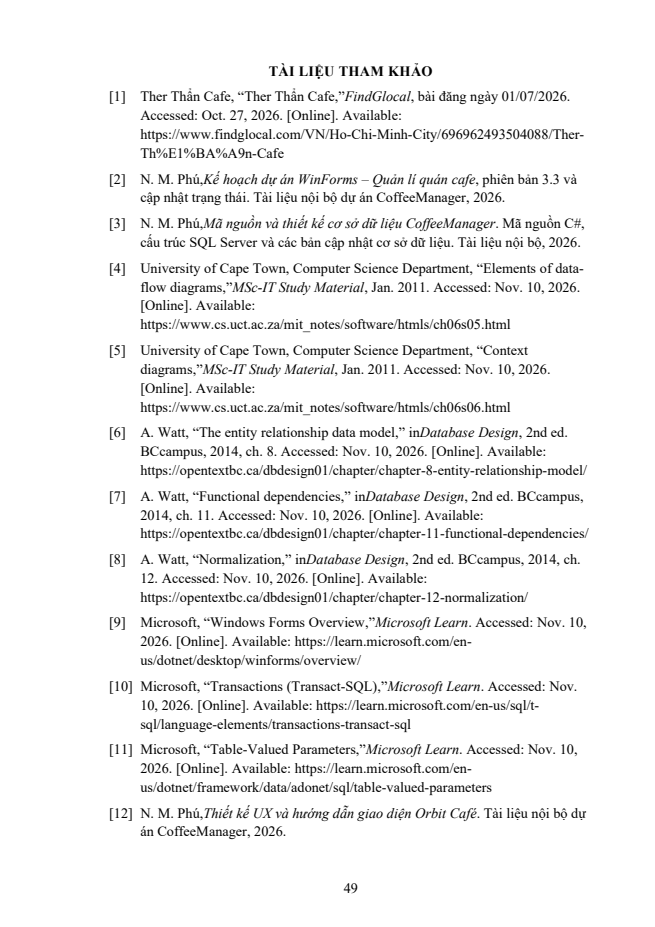 TÀI LIỆU THAM KHẢO
[1] Ther Thẩn Cafe, “Ther Thẩn Cafe,”FindGlocal, bài đăng ngày 01/07/2026.
Accessed: Oct. 27, 2026. [Online]. Available:
https://www.findglocal.com/VN/Ho-Chi-Minh-City/696962493504088/Ther-
Th%E1%BA%A9n-Cafe
[2] N. M. Phú,Kế hoạch dự án WinForms – Quản lí quán cafe, phiên bản 3.3 và
cập nhật trạng thái. Tài liệu nội bộ dự án CoffeeManager, 2026.
[3] N. M. Phú,Mã nguồn và thiết kế cơ sở dữ liệu CoffeeManager. Mã nguồn C#,
cấu trúc SQL Server và các bản cập nhật cơ sở dữ liệu. Tài liệu nội bộ, 2026.
[4] University of Cape Town, Computer Science Department, “Elements of data-
flow diagrams,”MSc-IT Study Material, Jan. 2011. Accessed: Nov. 10, 2026.
[Online]. Available:
https://www.cs.uct.ac.za/mit_notes/software/htmls/ch06s05.html
[5] University of Cape Town, Computer Science Department, “Context
diagrams,”MSc-IT Study Material, Jan. 2011. Accessed: Nov. 10, 2026.
[Online]. Available:
https://www.cs.uct.ac.za/mit_notes/software/htmls/ch06s06.html
[6] A. Watt, “The entity relationship data model,” inDatabase Design, 2nd ed.
BCcampus, 2014, ch. 8. Accessed: Nov. 10, 2026. [Online]. Available:
https://opentextbc.ca/dbdesign01/chapter/chapter-8-entity-relationship-model/
[7] A. Watt, “Functional dependencies,” inDatabase Design, 2nd ed. BCcampus,
2014, ch. 11. Accessed: Nov. 10, 2026. [Online]. Available:
https://opentextbc.ca/dbdesign01/chapter/chapter-11-functional-dependencies/
[8] A. Watt, “Normalization,” inDatabase Design, 2nd ed. BCcampus, 2014, ch.
12. Accessed: Nov. 10, 2026. [Online]. Available:
https://opentextbc.ca/dbdesign01/chapter/chapter-12-normalization/
[9] Microsoft, “Windows Forms Overview,”Microsoft Learn. Accessed: Nov. 10,
2026. [Online]. Available: https://learn.microsoft.com/en-
us/dotnet/desktop/winforms/overview/
[10] Microsoft, “Transactions (Transact-SQL),”Microsoft Learn. Accessed: Nov.
10, 2026. [Online]. Available: https://learn.microsoft.com/en-us/sql/t-
sql/language-elements/transactions-transact-sql
[11] Microsoft, “Table-Valued Parameters,”Microsoft Learn. Accessed: Nov. 10,
2026. [Online]. Available: https://learn.microsoft.com/en-
us/dotnet/framework/data/adonet/sql/table-valued-parameters
[12] N. M. Phú,Thiết kế UX và hướng dẫn giao diện Orbit Café. Tài liệu nội bộ dự
án CoffeeManager, 2026.
49